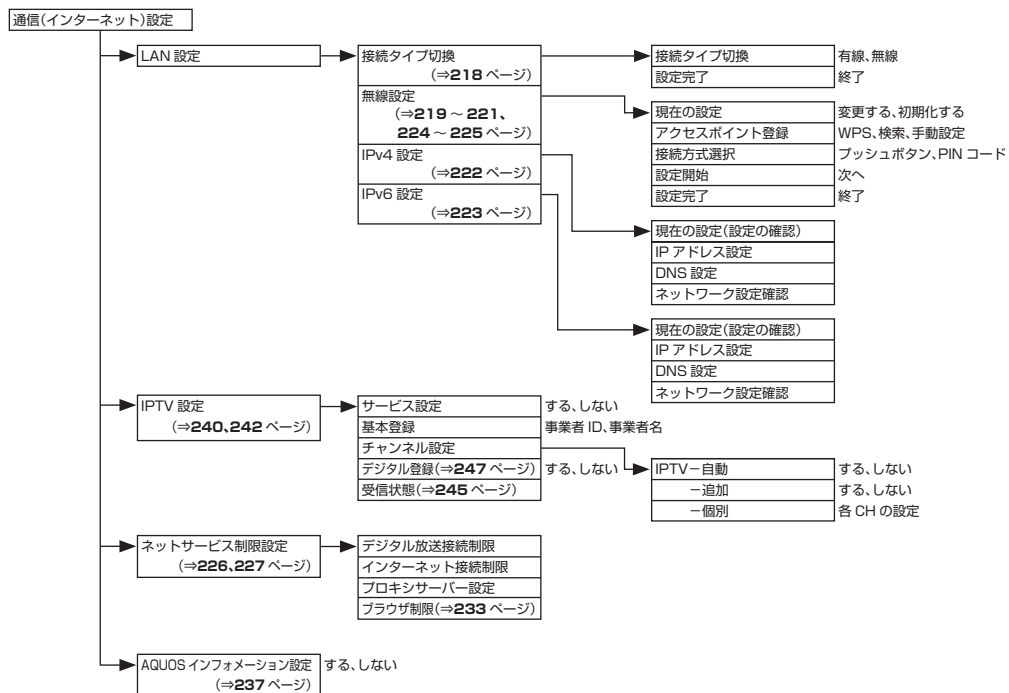 通信(インターネット)設定
LAN 設定
接続タイプ切換
(⇒218 ページ)
無線設定
(⇒219 ~ 221、
224 ~ 225 ページ)
IPv4 設定
(⇒222 ページ)
IPv6 設定
(⇒223 ページ)
接続タイプ切換 有線、無線
設定完了 終了
現在の設定 変更する、初期化する
アクセスポイント登録 WPS、検索、手動設定
接続方式選択 プッシュボタン、PIN コード
設定開始 次へ
設定完了 終了
現在の設定(設定の確認)
IP アドレス設定
DNS 設定
ネットワーク設定確認
現在の設定(設定の確認)
IP アドレス設定
DNS 設定
ネットワーク設定確認
IPTV 設定
(⇒240、242 ページ)
サービス設定 する、しない
基本登録 事業者 ID、事業者名
チャンネル設定
デジタル登録(⇒247 ページ) する、しない
受信状態(⇒245 ページ)
IPTV－自動 する、しない
－追加 する、しない
－個別 各 CH の設定
ネットサービス制限設定
(⇒226、227 ページ)
デジタル放送接続制限
インターネット接続制限
プロキシサーバー設定
ブラウザ制限(⇒233 ページ)
AQUOS インフォメーション設定 する、しない
(⇒237 ページ)